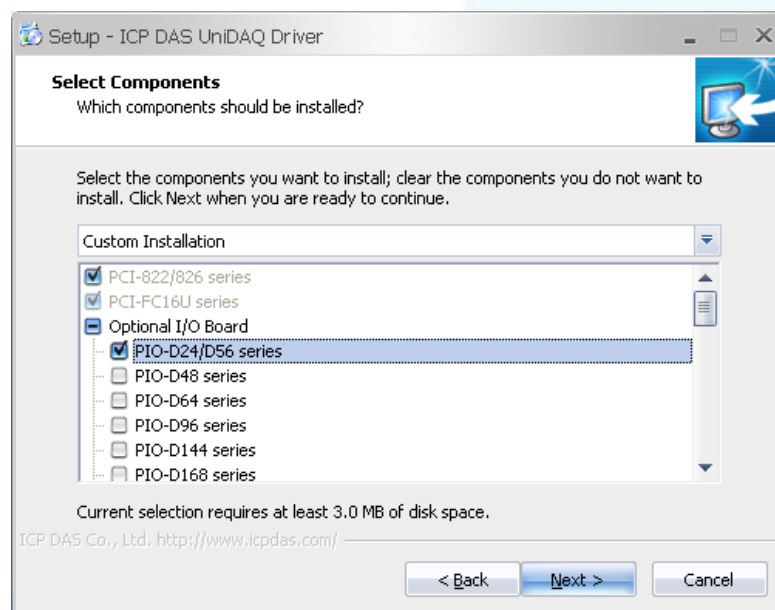 Setup - ICP DAS UniDAQ Driver
Select Components
Which components should be installed?
Select the components you want to install; clear the components you do not want to
install. Click Next when you are ready to continue.
Custom Installation
PCI-822/826 series
PCI-FC16U series
Optional I/O Board
PIO-D24/D56 series
PIO-D48 series
PIO-D64 series
PIO-D96 series
PIO-D144 series
PIO-D168 series
Current selection requires at least 3.0 MB of disk space.
ICP DAS Co., Ltd. http://www.icpdas.com/
< Back Next > Cancel